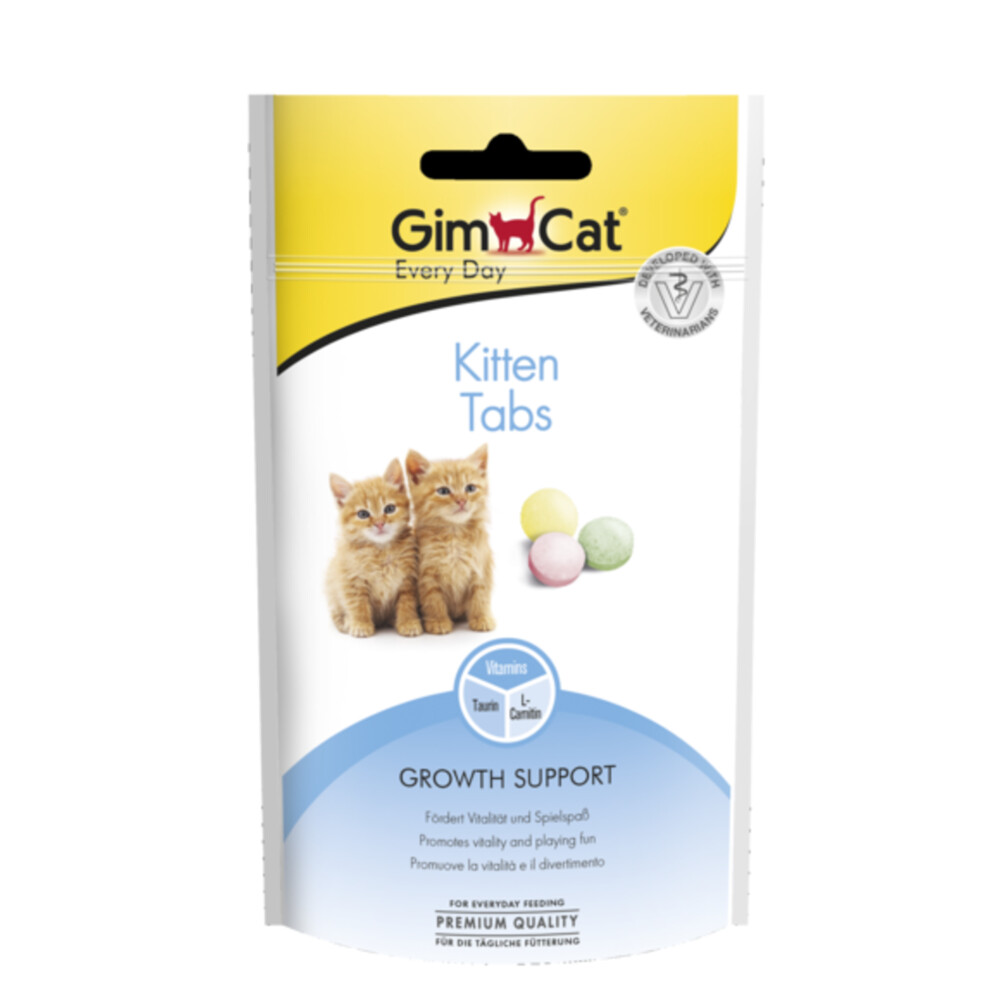 GimCat®
Every Day
DEVELOPED WITH
VETERINARIANS
V
Kitten
Tabs
Vitamins
Taurin
L-
Carnitin
GROWTH SUPPORT
Fördert Vitalität und Spielspaß
Promotes vitality and playing fun
Promuove la vitalità e il divertimento
FOR EVERYDAY FEEDING
PREMIUM QUALITY
FÜR DIE TÄGLICHE FÜTTERUNG